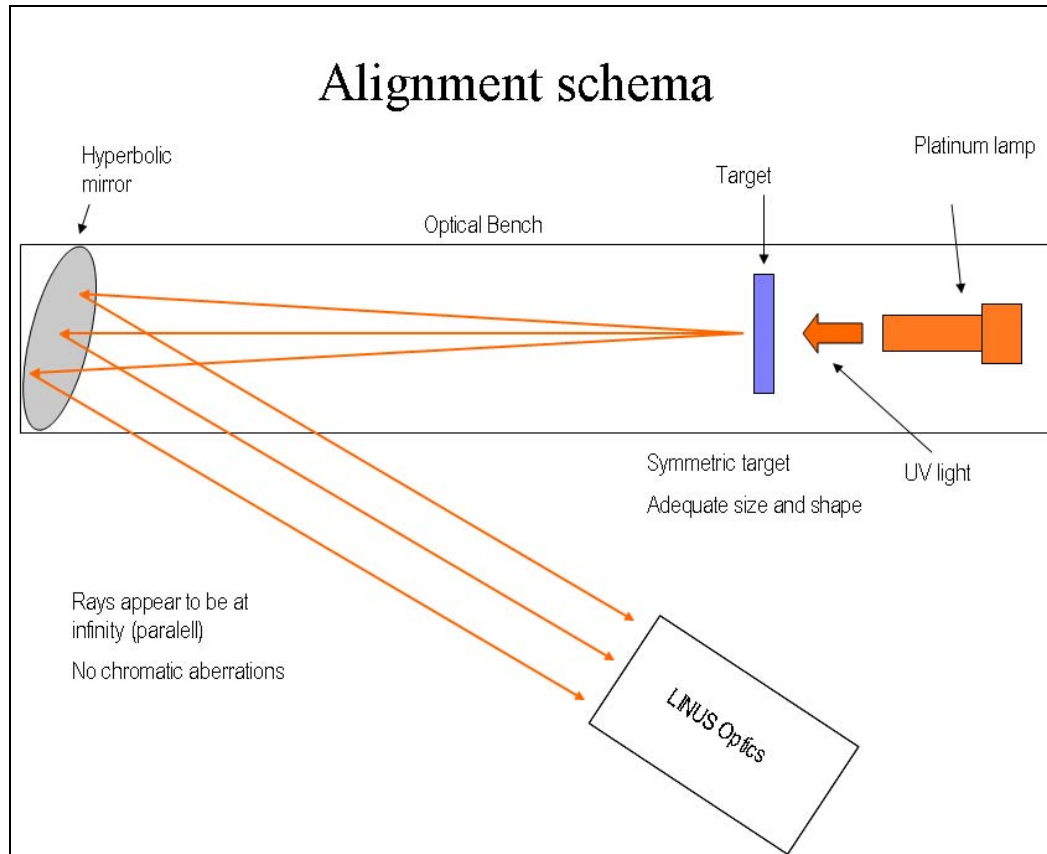 Alignment schema
Hyperbolic
mirror
Platinum lamp
Target
Optical Bench
Symmetric target
Adequate size and shape
UV light
Rays appear to be at
infinity (paralell)
No chromatic aberrations
LINUS Optics